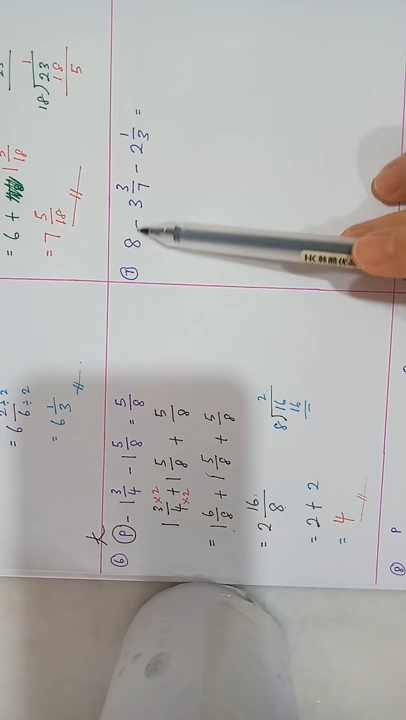 = 6 + 1 5/18
= 7 5/18
1
18)23
18
5
= 6 2÷2/6÷2
= 6 1/3
⑥ Ⓟ - 1 3/4 - 1 5/8 = 5/8
1 3×2/4×2 + 1 5/8 + 5/8
= 1 6/8 + 1 5/8 + 5/8
= 2 16/8
2
8)16
16
= 2 + 2
= 4
⑦ 8 - 3 3/7 - 2 1/3 =
⑧ P